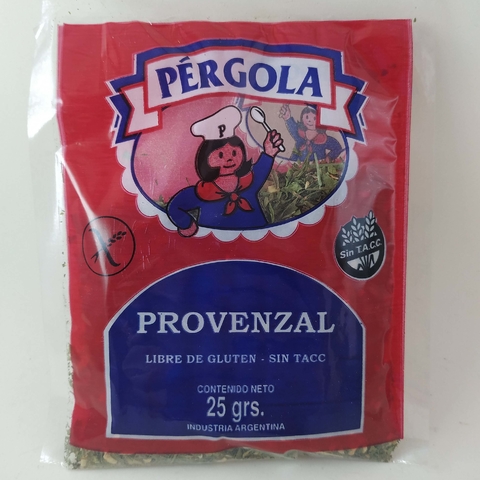 PÉRGOLA
P
Sin T.A.C.C.
PROVENZAL
LIBRE DE GLUTEN - SIN TACC
CONTENIDO NETO
25 grs.
INDUSTRIA ARGENTINA